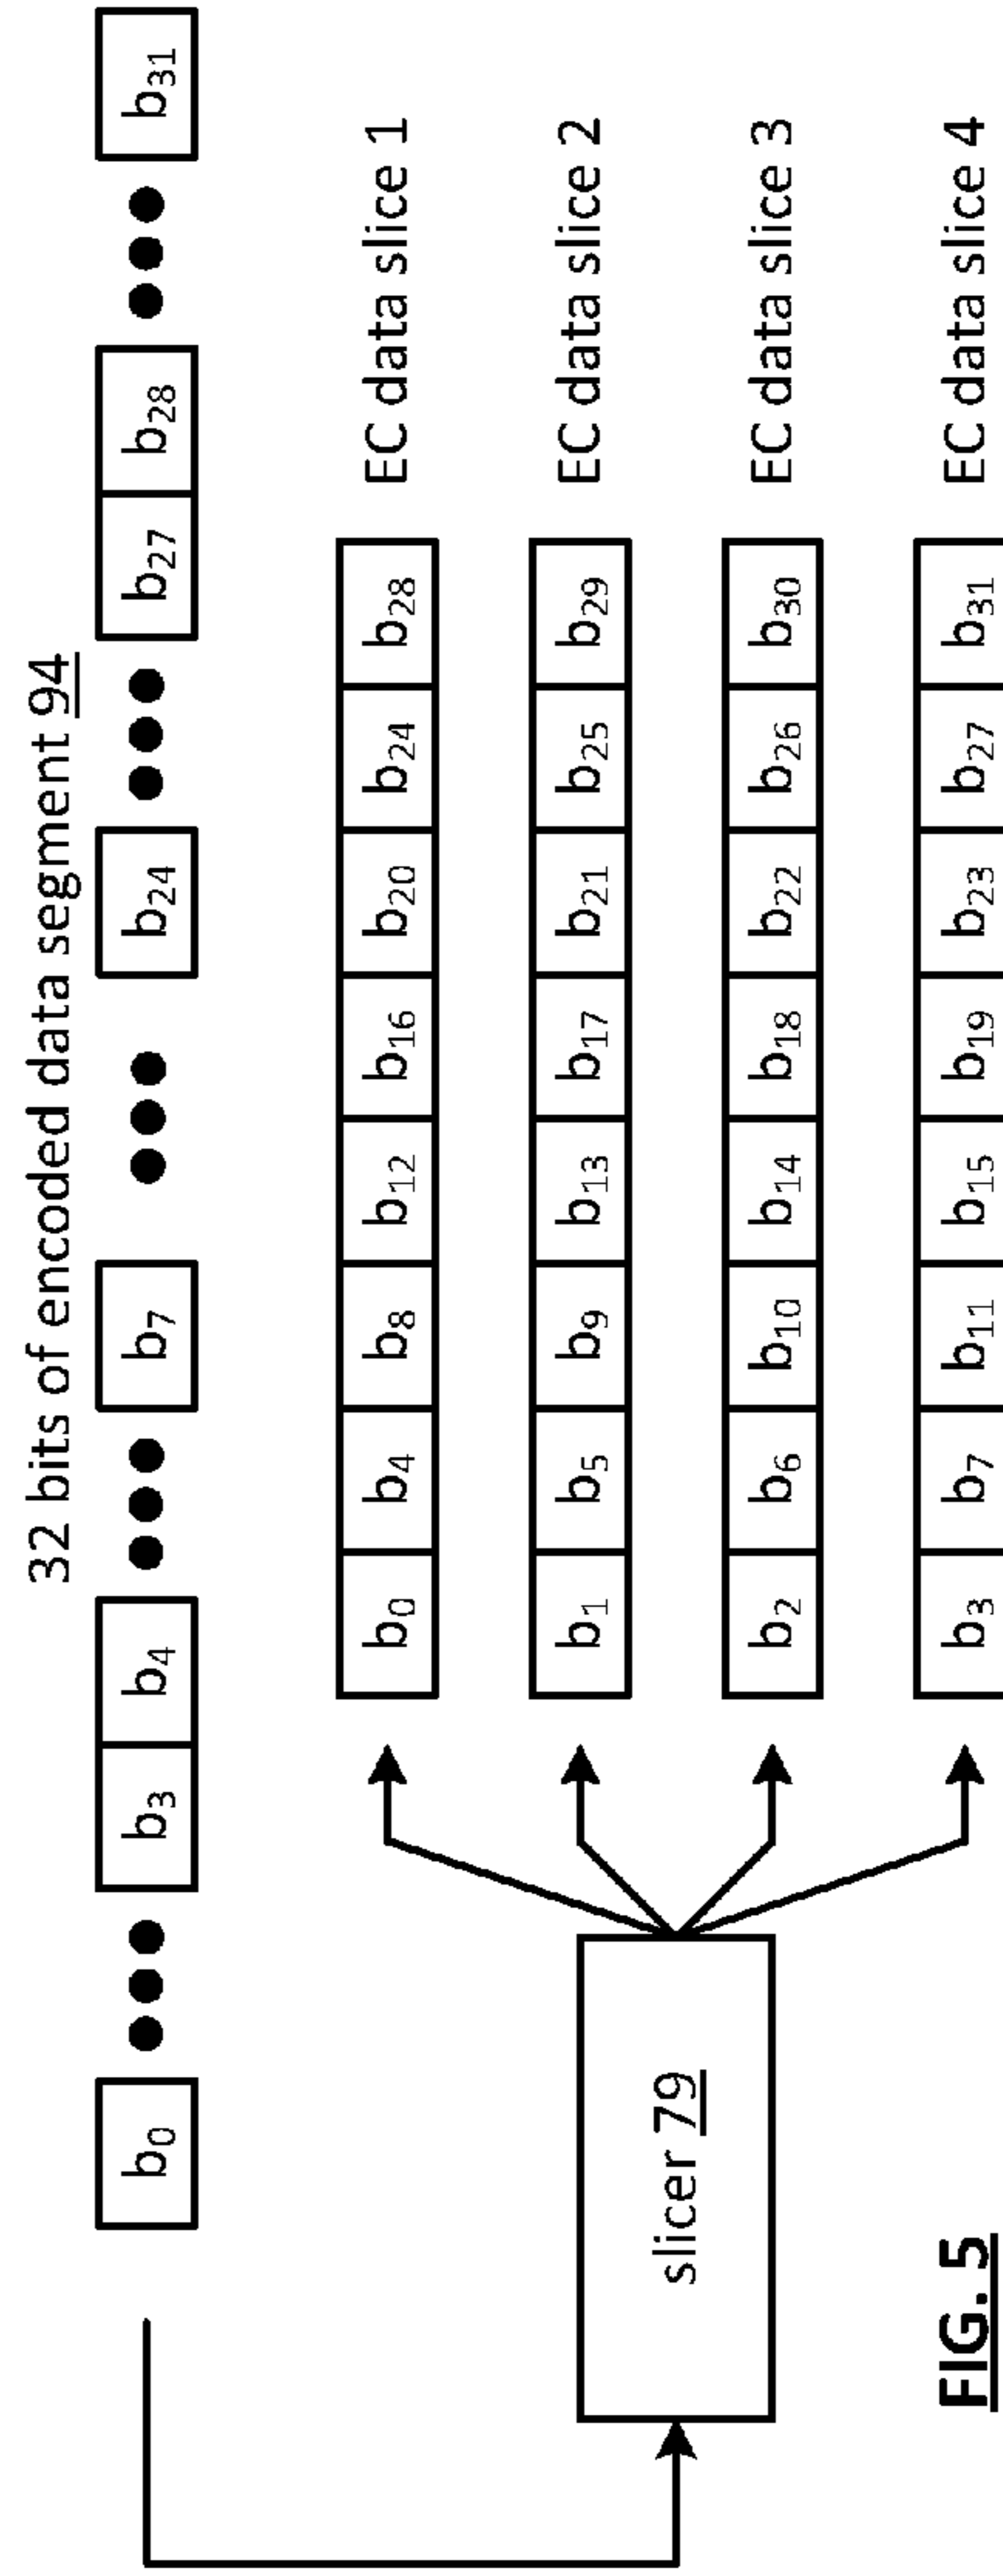 32 bits of encoded data segment 94
b0 b3 b4 b7 b24 b27 b28 b31
b0 b4 b8 b12 b16 b20 b24 b28 EC data slice 1
b1 b5 b9 b13 b17 b21 b25 b29 EC data slice 2
slicer 79
b2 b6 b10 b14 b18 b22 b26 b30 EC data slice 3
b3 b7 b11 b15 b19 b23 b27 b31 EC data slice 4
FIG. 5